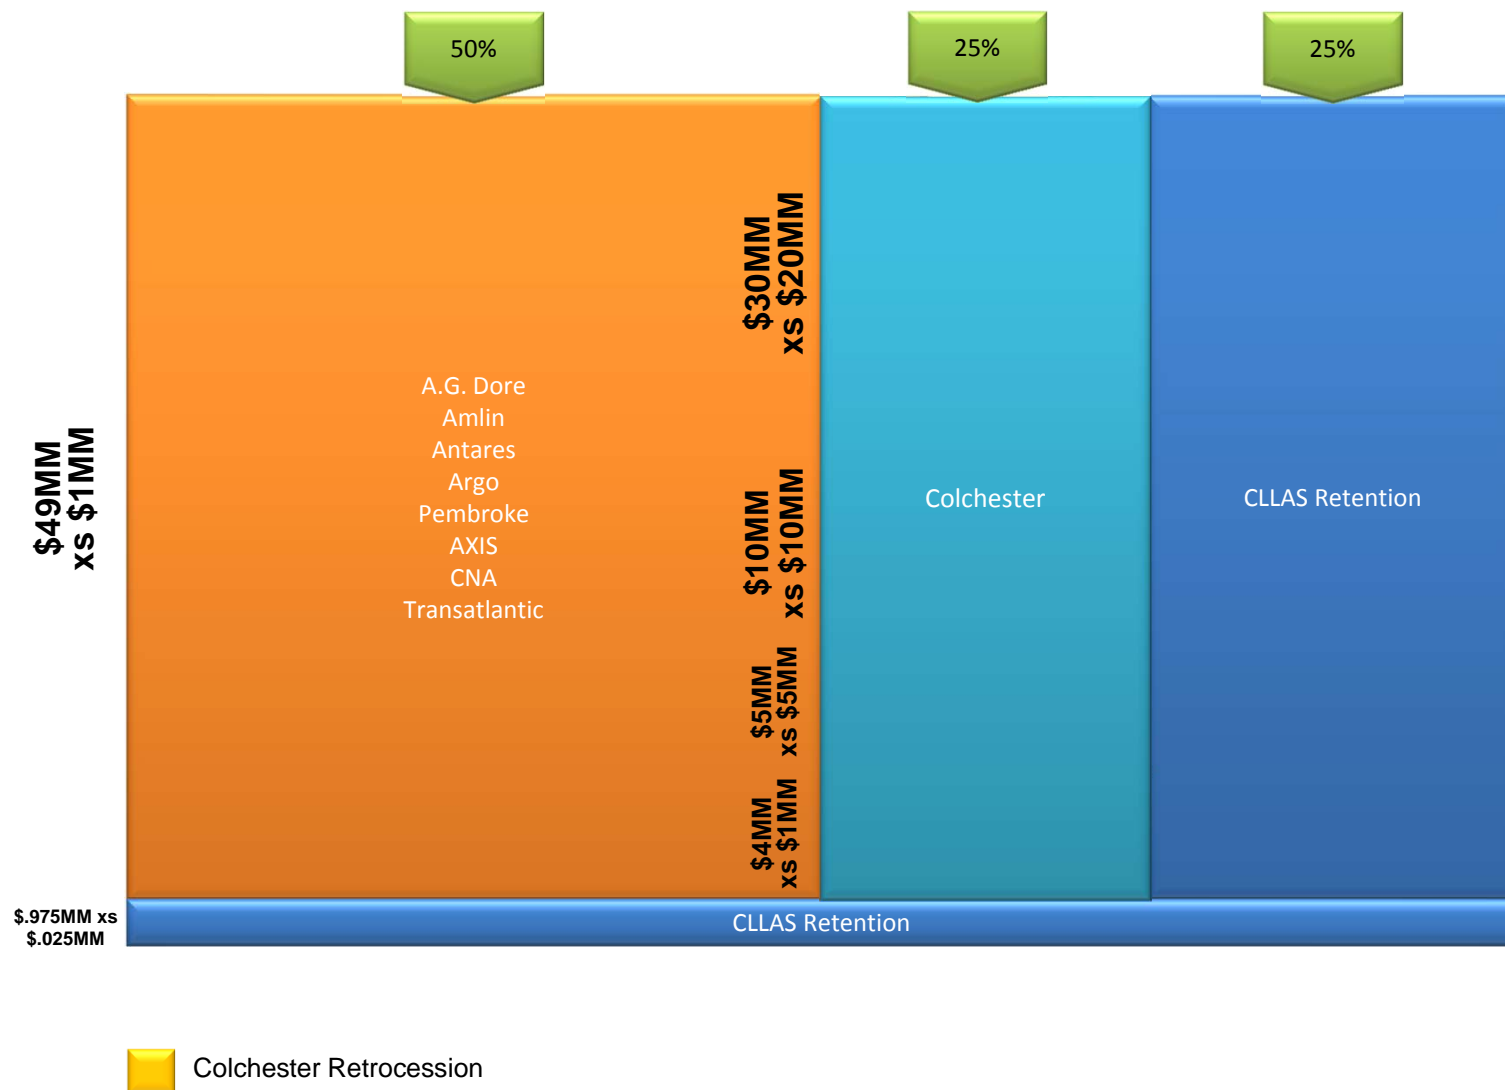 50%
25%
25%
$49MM
xs $1MM
A.G. Dore
Amlin
Antares
Argo
Pembroke
AXIS
CNA
Transatlantic
$30MM
xs $20MM
$10MM
xs $10MM
$5MM
xs $5MM
$4MM
xs $1MM
Colchester
CLLAS Retention
$.975MM xs
$.025MM
CLLAS Retention
Colchester Retrocession